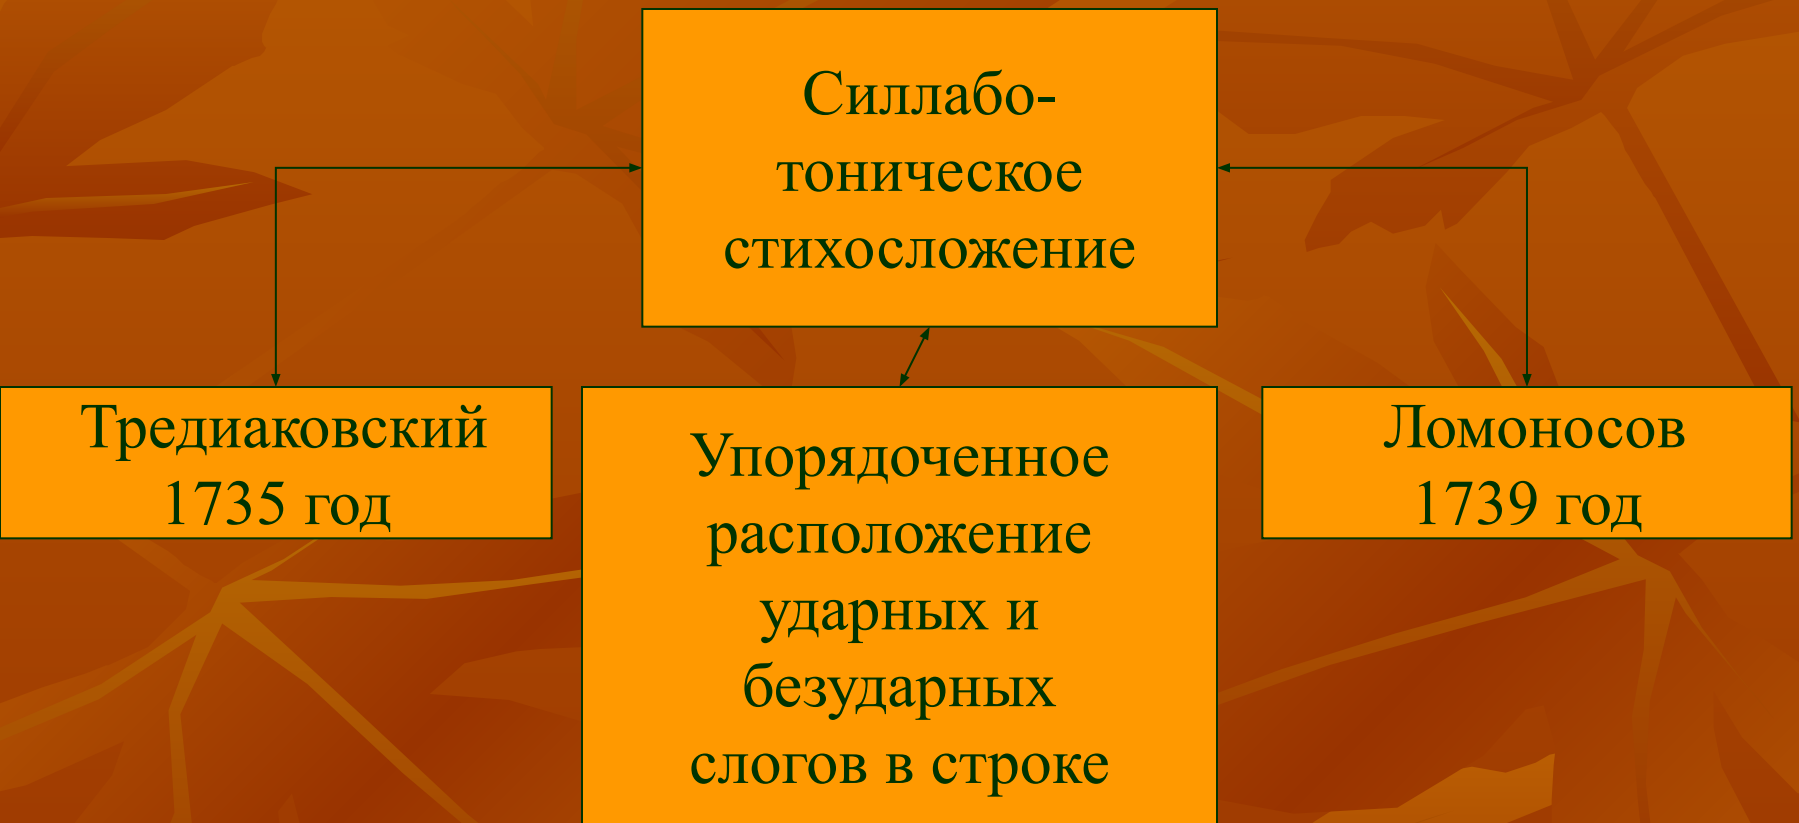 Силлабо-
тоническое
стихосложение
Тредиаковский
1735 год
Упорядоченное
расположение
ударных и
безударных
слогов в строке
Ломоносов
1739 год